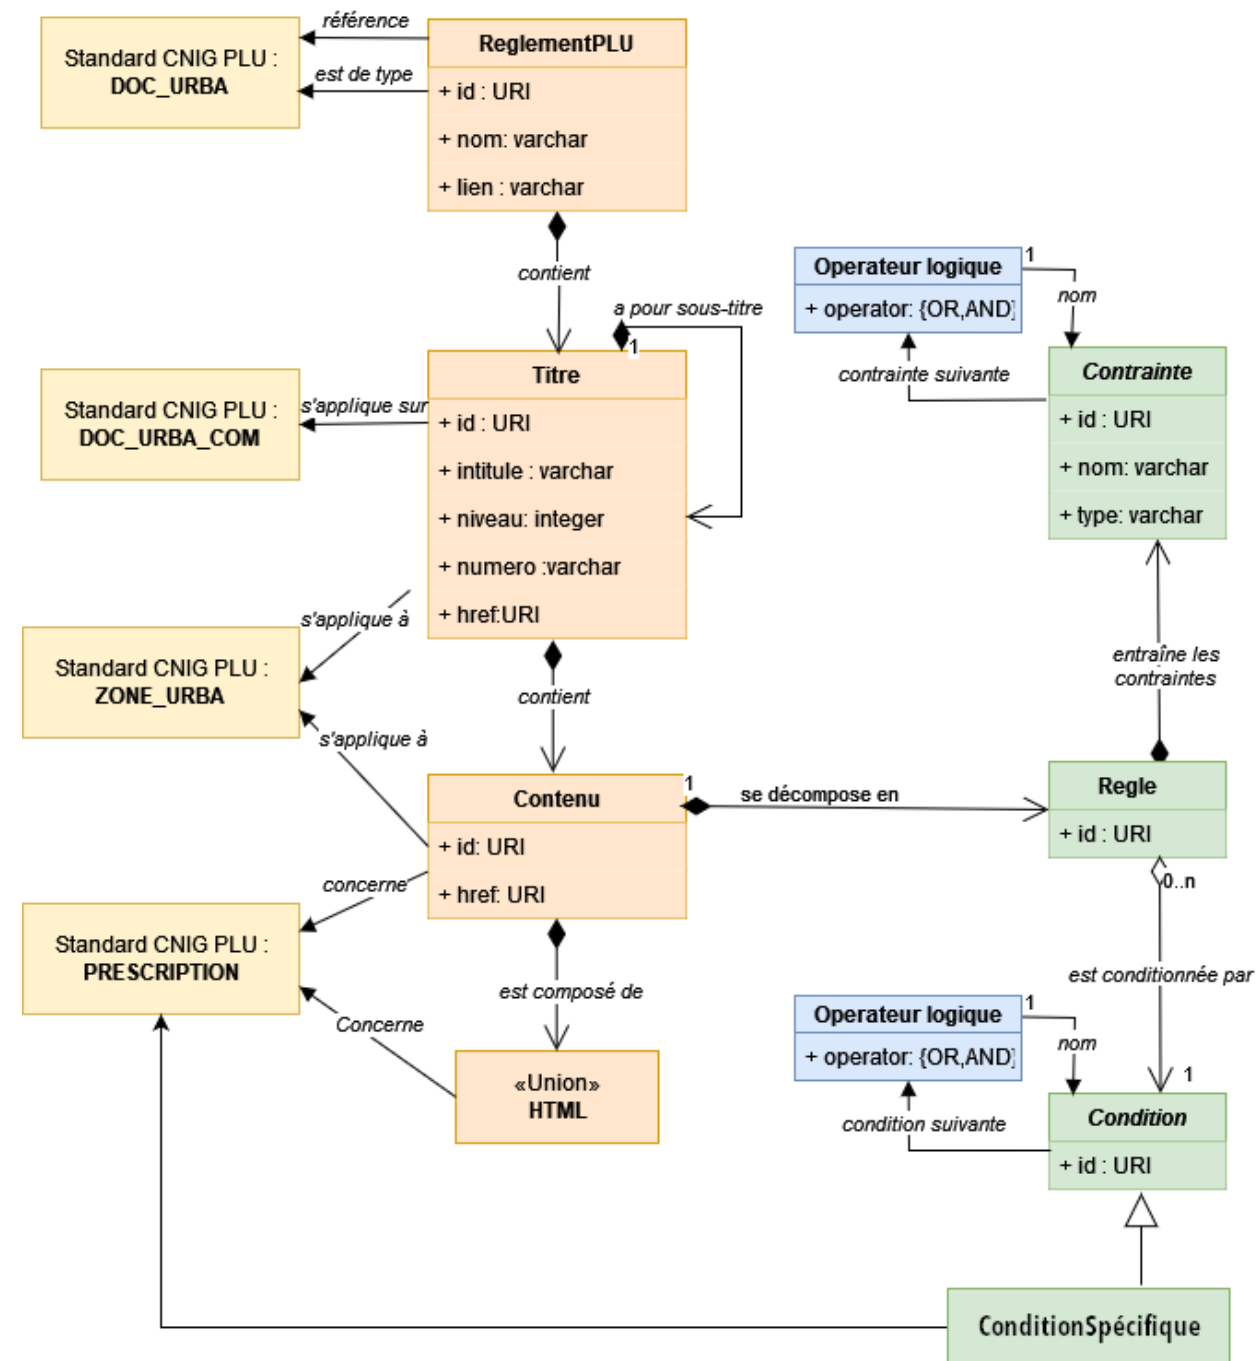 référence
Standard CNIG PLU :
DOC_URBA
est de type
ReglementPLU
+ id : URI
+ nom: varchar
+ lien : varchar
contient
a pour sous-titre
1
Titre
+ id : URI
+ intitule : varchar
+ niveau: integer
+ numero :varchar
+ href:URI
s'applique sur
Standard CNIG PLU :
DOC_URBA_COM
s'applique à
Standard CNIG PLU :
ZONE_URBA
s'applique à
contient
Contenu
+ id: URI
+ href: URI
1
se décompose en
concerne
Standard CNIG PLU :
PRESCRIPTION
Concerne
est composé de
«Union»
HTML
Operateur logique
+ operator: {OR,AND}
1
nom
contrainte suivante
Contrainte
+ id : URI
+ nom: varchar
+ type: varchar
entraîne les
contraintes
Regle
+ id : URI
0..n
est conditionnée par
1
Operateur logique
+ operator: {OR,AND}
1
nom
condition suivante
Condition
+ id : URI
ConditionSpécifique